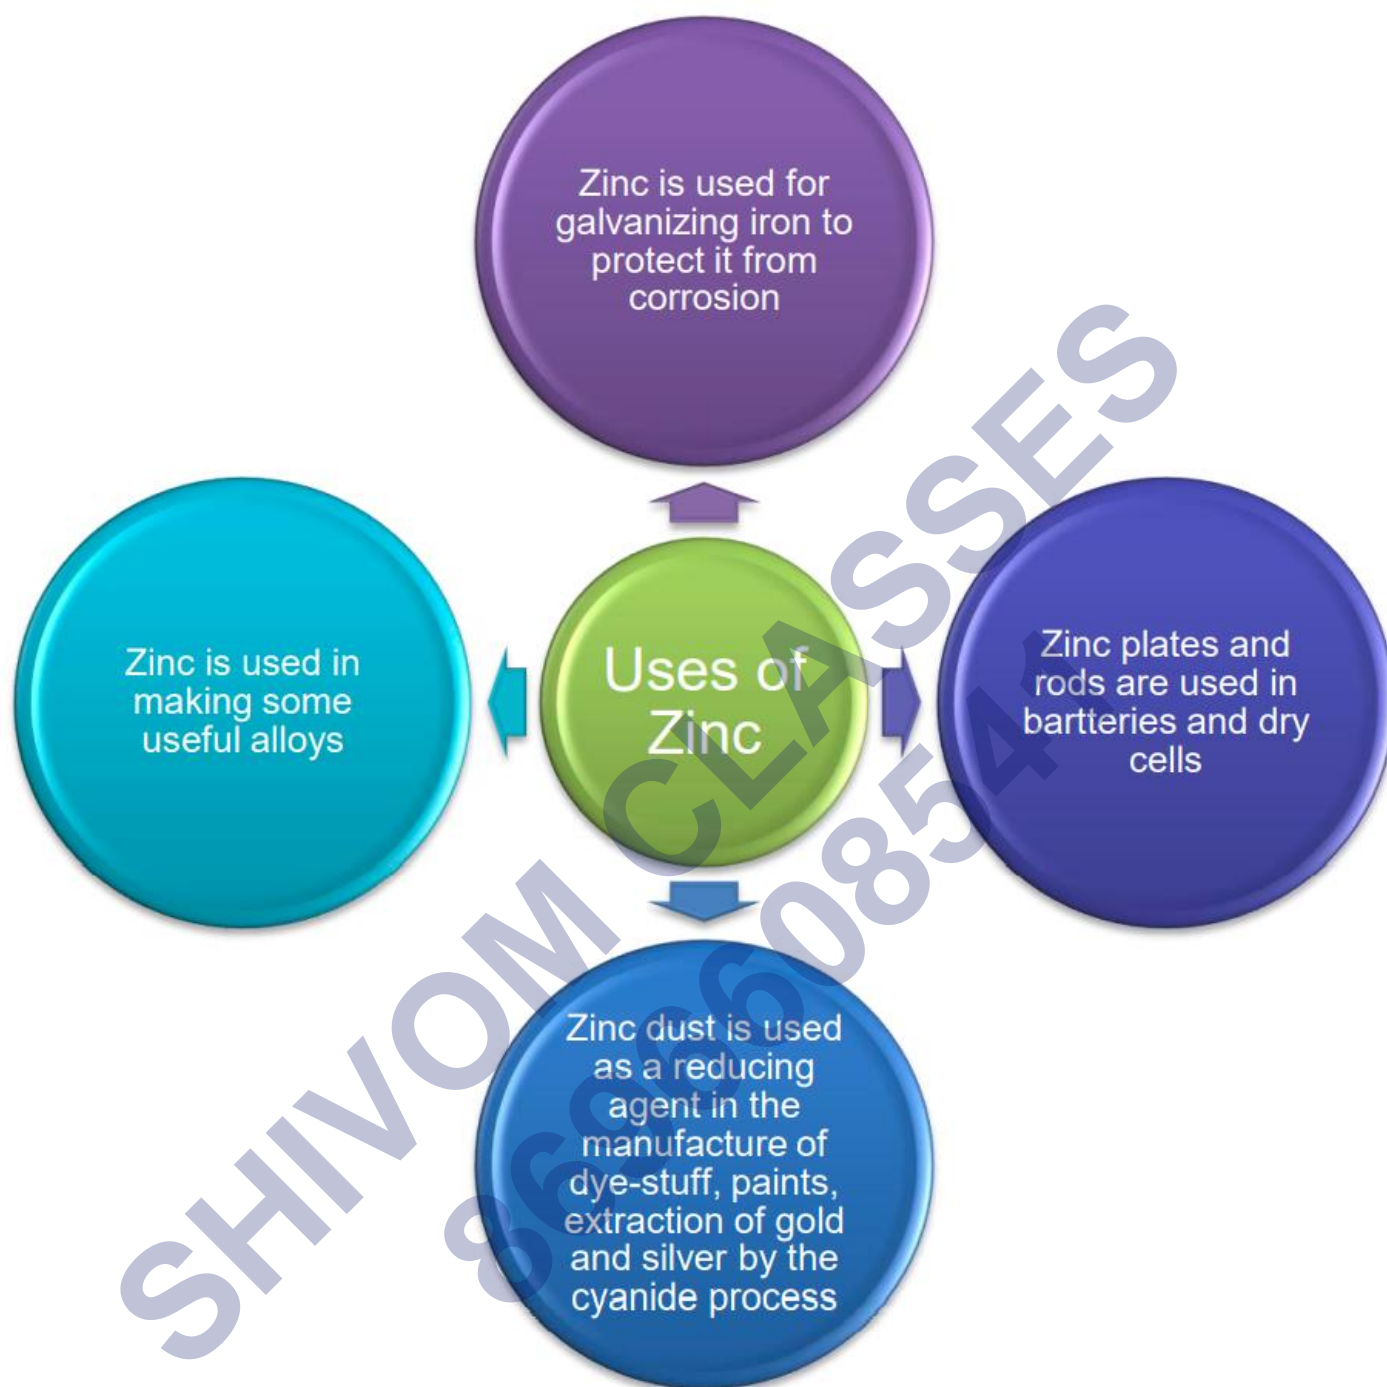 Zinc is used for
galvanizing iron to
protect it from
corrosion
Zinc is used in
making some
useful alloys
Uses of
Zinc
Zinc plates and
rods are used in
bartteries and dry
cells
Zinc dust is used
as a reducing
agent in the
manufacture of
dye-stuff, paints,
extraction of gold
and silver by the
cyanide process
SHIVOM CLASSES
8696608541